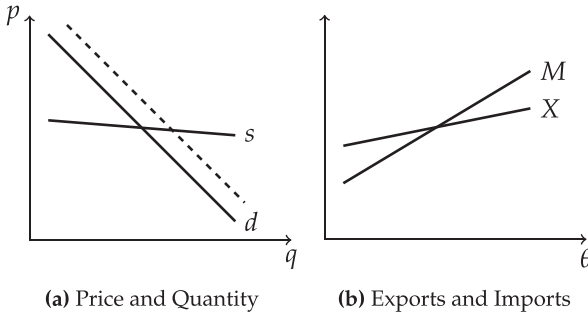 p
s
d
q
(a) Price and Quantity
M
X
θ
(b) Exports and Imports